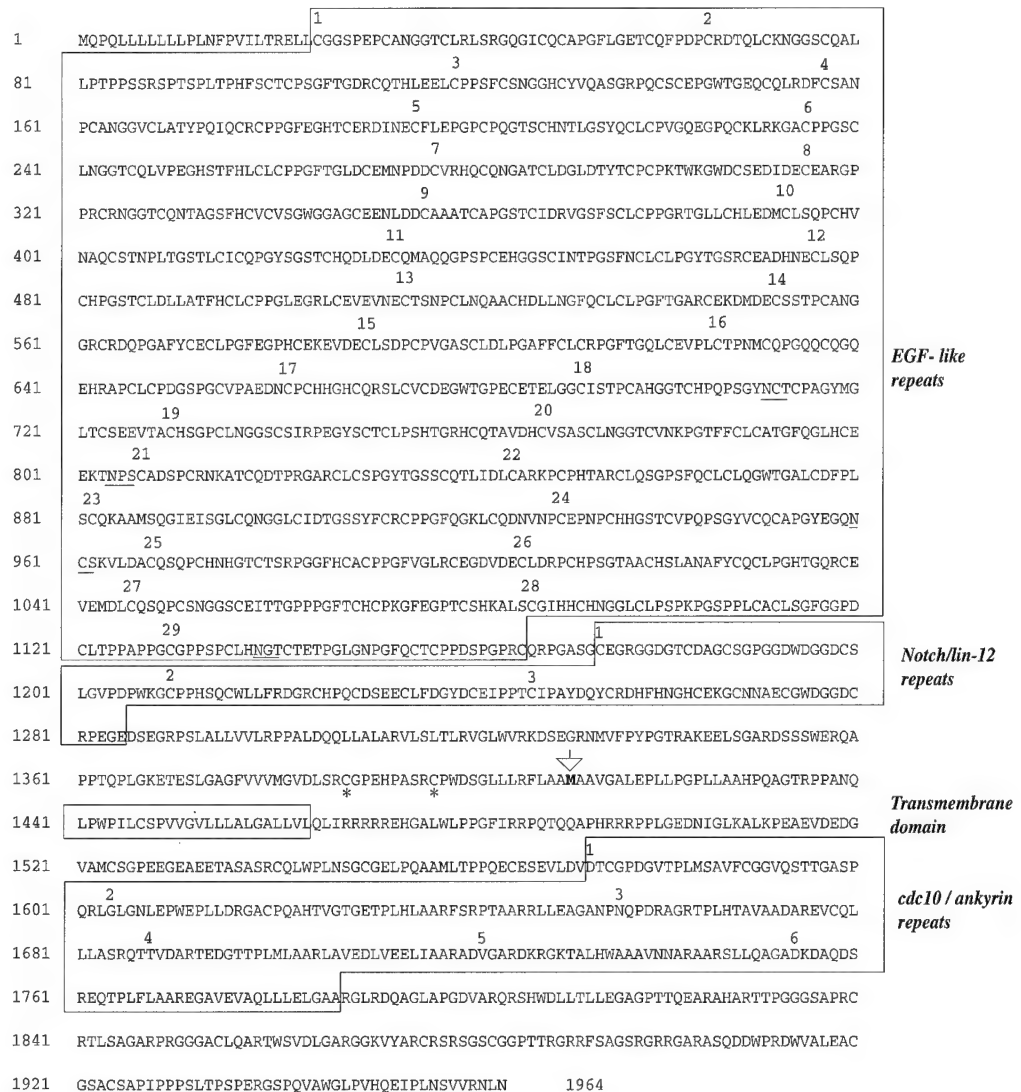 1 2
1 MQPQLLLLLLLPLNFPVILTRELLCGGSPEPCANGGTCLRLSRGQGICQCAPGFLGETCQFPDPCRDTQLCKNGGSCQAL
3 4
81 LPTPPSSRSPTSPLTPHFSCTCPSGFTGDRCQTHLEELCPPSFCSNGGHCYVQASGRPQCSCEPGWTGEQCQLRDFCSAN
5 6
161 PCANGGVCLATYPQIQCRCPPGFEGHTCERDINECFLEPGPCPQGTSCHNTLGSYQCLCPVGQEGPQCKLRKGACPPGSC
7 8
241 LNGGTCQLVPEGHSTFHLCLCPPGFTGLDCEMNPDDCVRHQCQNGATCLDGLDTYTCPCPKTWKGWDCSEDIDECEARGP
9 10
321 PRCRNGGTCQNTAGSFHCVCVSGWGGAGCEENLDDCAAATCAPGSTCIDRVGSFSCLCPPGRTGLLCHLEDMCLSQPCHV
11 12
401 NAQCSTNPLTGSTLCICQPGYSGSTCHQDLDECQMAQQGPSPCEHGGSCINTPGSFNCLCLPGYTGSRCEADHNECLSQP
13 14
481 CHPGSTCLDLLATFHCLCPPGLEGRLCEVEVNECTSNPCLNQAACHDLLNGFQCLCLPGFTGARCEKDMDECSSTPCANG
15 16
561 GRCRDQPGAFYCECLPGFEGPHCEKEVDECLSDPCPVGASCLDLPGAFFCLCRPGFTGQLCEVPLCTPNMCQPGQQCQGQ
EGF- like
repeats
17 18
641 EHRAPCLCPDGSPGCVPAEDNCPCHHGHCQRSLCVCDEGWTGPECETELGGCISTPCAHGGTCHPQPSGYNCTCPAGYMG
19 20
721 LTCSEEVTACHSGPCLNGGSCSIRPEGYSCTCLPSHTGRHCQTAVDHCVSASCLNGGTCVNKPGTFFCLCATGFQGLHCE
21 22
801 EKTNPSCADSPCRNKATCQDTPRGARCLCSPGYTGSSCQTLIDLCARKPCPHTARCLQSGPSFQCLCLQGWTGALCDFPL
23 24
881 SCQKAAMSQGIEISGLCQNGGLCIDTGSSYFCRCPPGFQGKLCQDNVNPCEPNPCHHGSTCVPQPSGYVCQCAPGYEGQN
25 26
961 CSKVLDACQSQPCHNHGTCTSRPGGFHCACPPGFVGLRCEGDVDECLDRPCHPSGTAACHSLANAFYCQCLPGHTGQRCE
27 28
1041 VEMDLCQSQPCSNGGSCEITTGPPPGFTCHCPKGFEGPTCSHKALSCGIHHCHNGGLCLPSPKPGSPPLCACLSGFGGPD
29 1
1121 CLTPPAPPGCGPPSPCLHNGTCTETPGLGNPGFQCTCPPDSPGPRCQRPGASGCEGRGGDGTCDAGCSGPGGDWDGGDCS
Notch/lin-12
repeats
2 3
1201 LGVPDPWKGCPPHSQCWLLFRDGRCHPQCDSEECLFDGYDCEIPPTCIPAYDQYCRDHFHNGHCEKGCNNAECGWDGGDC
1281 RPEGEDSEGRPSLALLVVLRPPALDQQLLALARVLSLTLRVGLWVRKDSEGRNMVFPYPGTRAKEELSGARDSSSWERQA
1361 PPTQPLGKETESLGAGFVVVMGVDLSRCGPEHPASRCPWDSGLLLRFLAAMAAVGALEPLLPGPLLAAHPQAGTRPPANQ
* *
1441 LPWPILCSPVVGVLLLALGALLVLQLIRRRRREHGALWLPPGFIRRPQTQQAPHRRRPPLGEDNIGLKALKPEAEVDEDG
Transmembrane
domain
1
1521 VAMCSGPEEGEAEETASASRCQLWPLNSGCGELPQAAMLTPPQECESEVLDVDTCGPDGVTPLMSAVFCGGVQSTTGASP
2 3
1601 QRLGLGNLEPWEPLLDRGACPQAHTVGTGETPLHLAARFSRPTAARRLLEAGANPNQPDRAGRTPLHTAVAADAREVCQL
cdc10 / ankyrin
repeats
4 5 6
1681 LLASRQTTVDARTEDGTTPLMLAARLAVEDLVEELIAARADVGARDKRGKTALHWAAAVNNARAARSLLQAGADKDAQDS
1761 REQTPLFLAAREGAVEVAQLLLELGAARGLRDQAGLAPGDVARQRSHWDLLTLLEGAGPTTQEARAHARTTPGGGSAPRC
1841 RTLSAGARPRGGGACLQARTWSVDLGARGGKVYARCRSRSGSCGGPTTRGRRFSAGSRGRRGARASQDDWPRDWVALEAC
1921 GSACSAPIPPPSLTPSPERGSPQVAWGLPVHQEIPLNSVVRNLN 1964